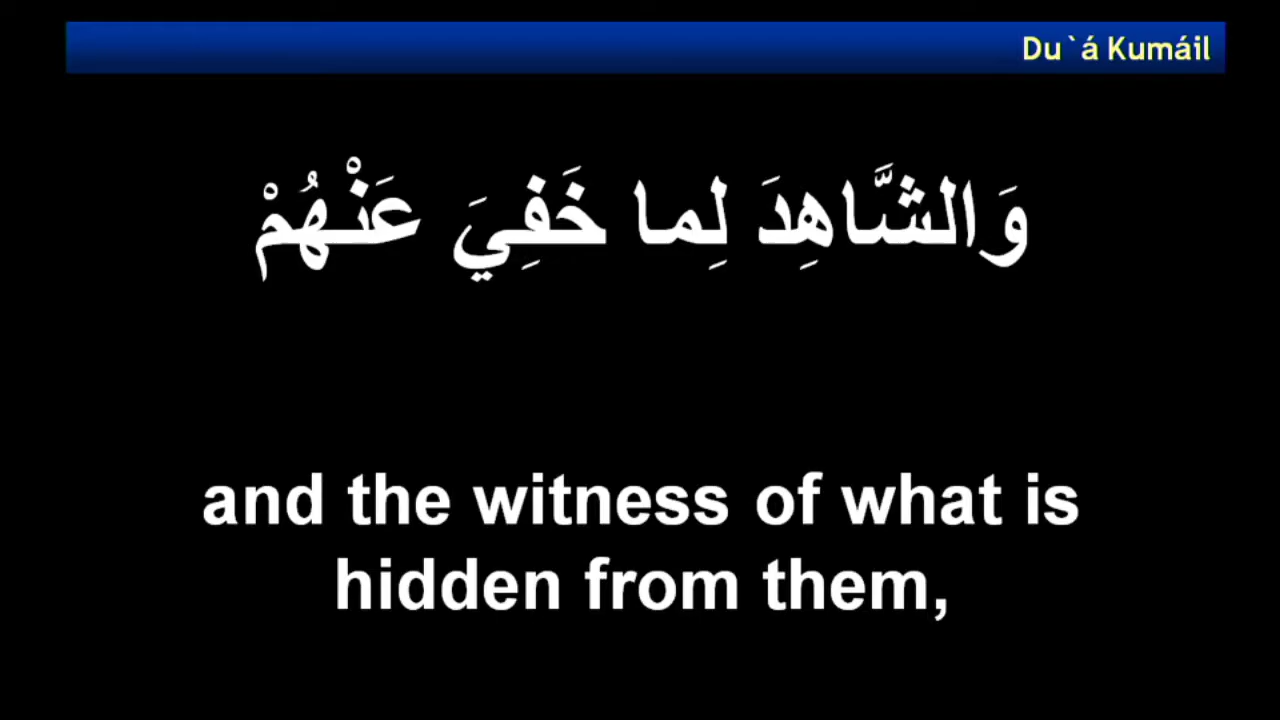 Du`á Kumáil
وَالشَّاهِدَ لِما خَفِيَ عَنْهُمْ
and the witness of what is
hidden from them,